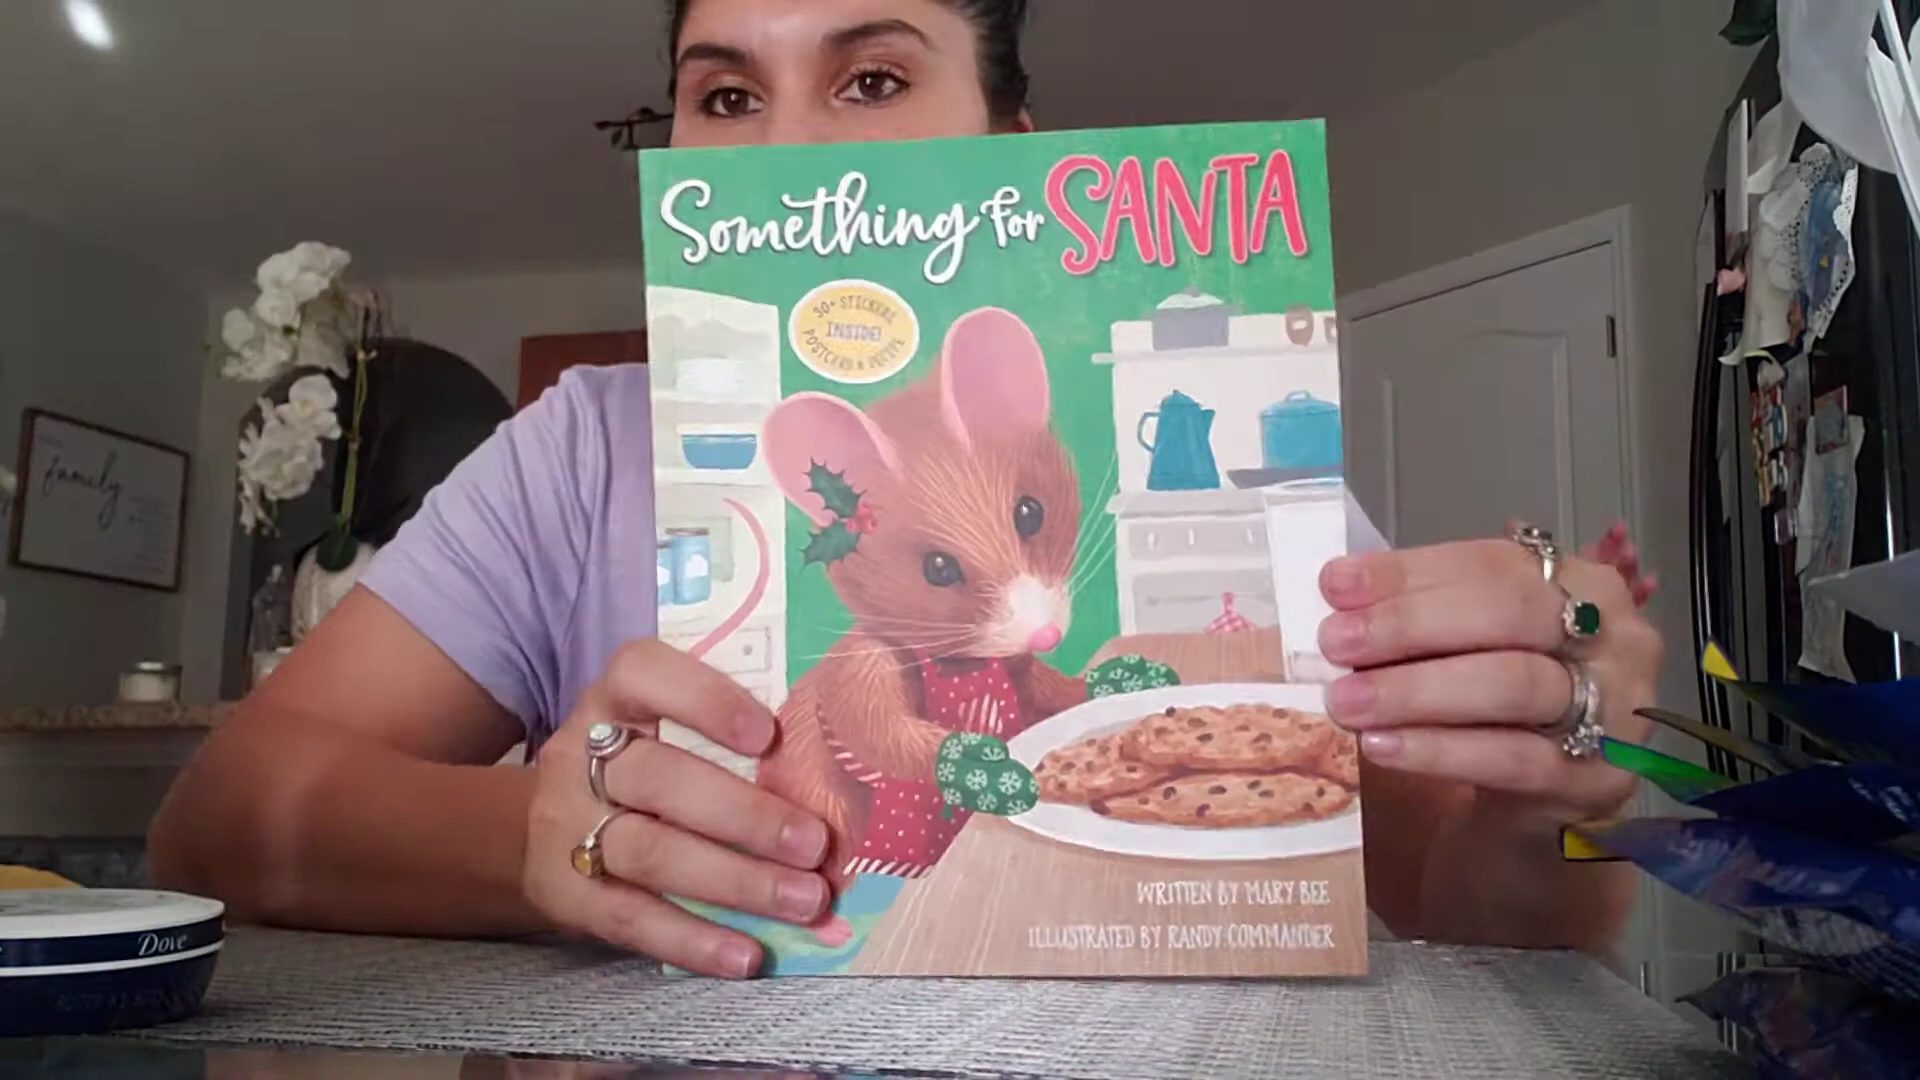 Something for SANTA
30+ STICKERS
INSIDE!
POSTCARD & RECIPE
WRITTEN BY MARY BEE
ILLUSTRATED BY RANDY COMMANDER
family
Dove